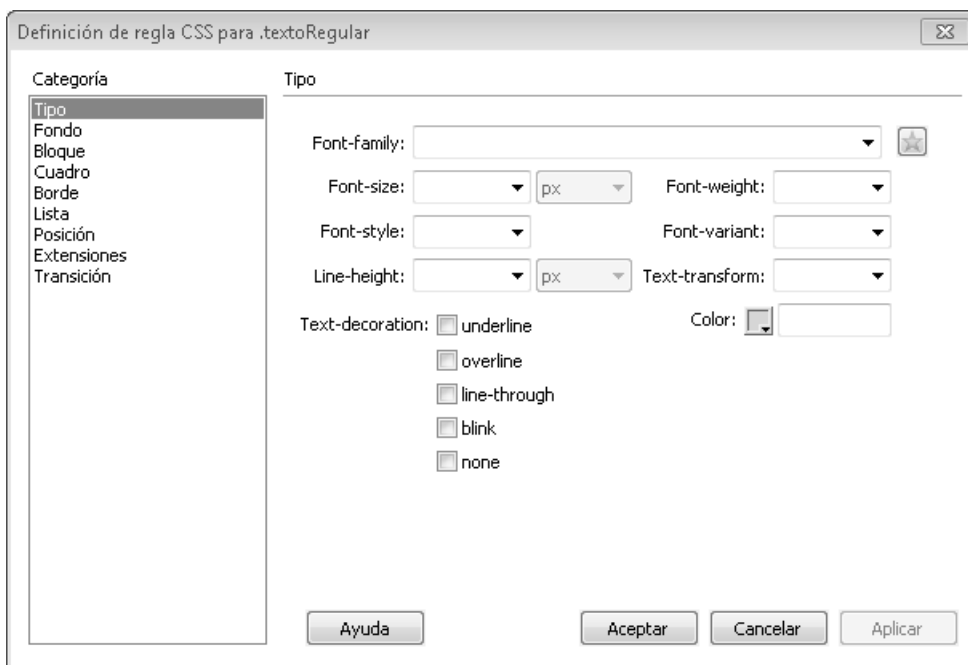 Definición de regla CSS para .textoRegular
Categoría
Tipo
Fondo
Bloque
Cuadro
Borde
Lista
Posición
Extensiones
Transición
Tipo
Font-family:
Font-size: px Font-weight:
Font-style: Font-variant:
Line-height: px Text-transform:
Text-decoration: underline Color:
overline
line-through
blink
none
Ayuda Aceptar Cancelar Aplicar